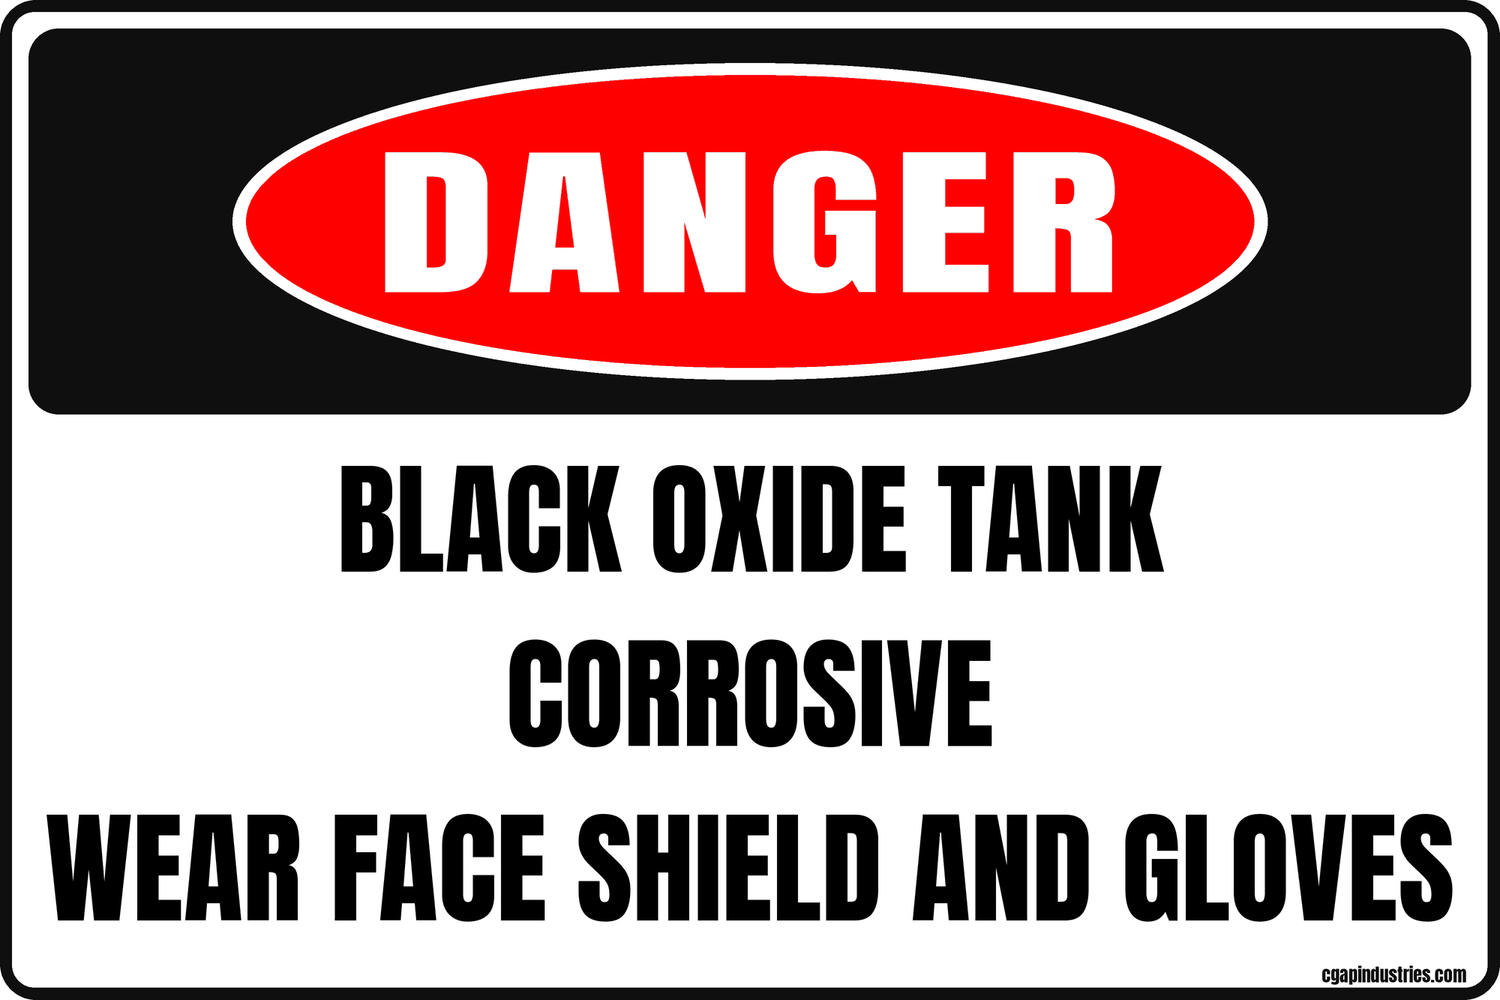 DANGER
BLACK OXIDE TANK
CORROSIVE
WEAR FACE SHIELD AND GLOVES
cgapindustries.com